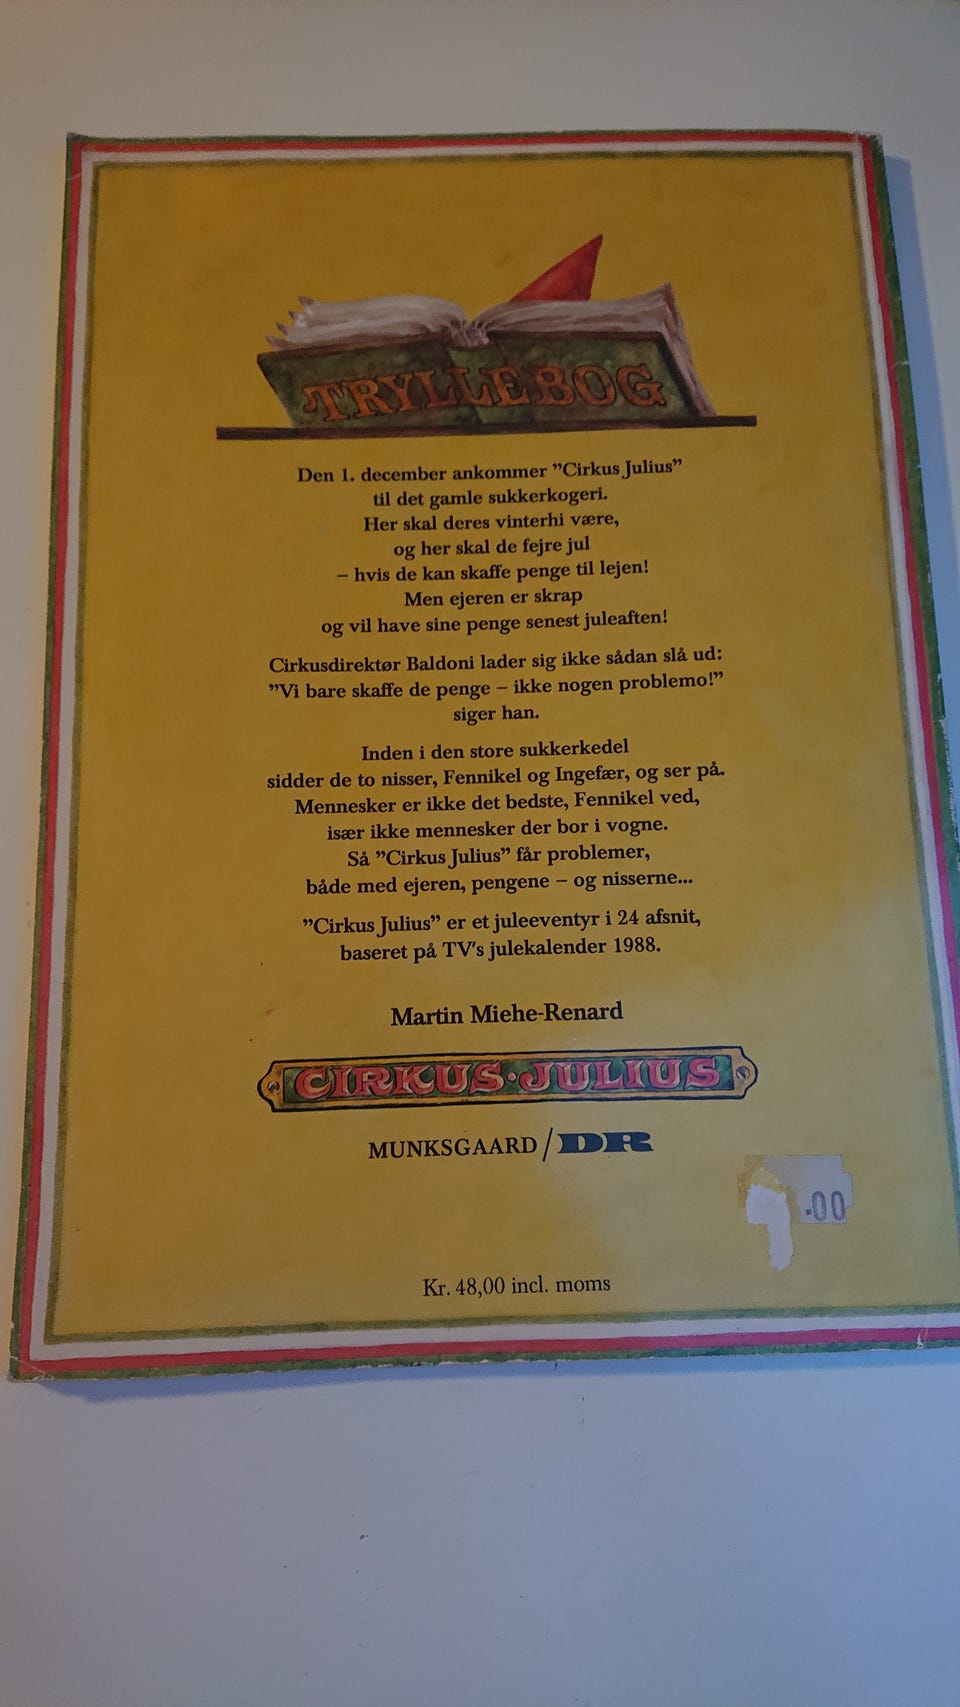 TRYLLEBOG
Den 1. december ankommer ”Cirkus Julius”
til det gamle sukkerkogeri.
Her skal deres vinterhi være,
og her skal de fejre jul
– hvis de kan skaffe penge til lejen!
Men ejeren er skrap
og vil have sine penge senest juleaften!
Cirkusdirektør Baldoni lader sig ikke sådan slå ud:
”Vi bare skaffe de penge – ikke nogen problemo!”
siger han.
Inden i den store sukkerkedel
sidder de to nisser, Fennikel og Ingefær, og ser på.
Mennesker er ikke det bedste, Fennikel ved,
især ikke mennesker der bor i vogne.
Så ”Cirkus Julius” får problemer,
både med ejeren, pengene – og nisserne...
”Cirkus Julius” er et juleeventyr i 24 afsnit,
baseret på TV's julekalender 1988.
Martin Miehe-Renard
CIRKUS·JULIUS
MUNKSGAARD/DR
.00
Kr. 48,00 incl. moms